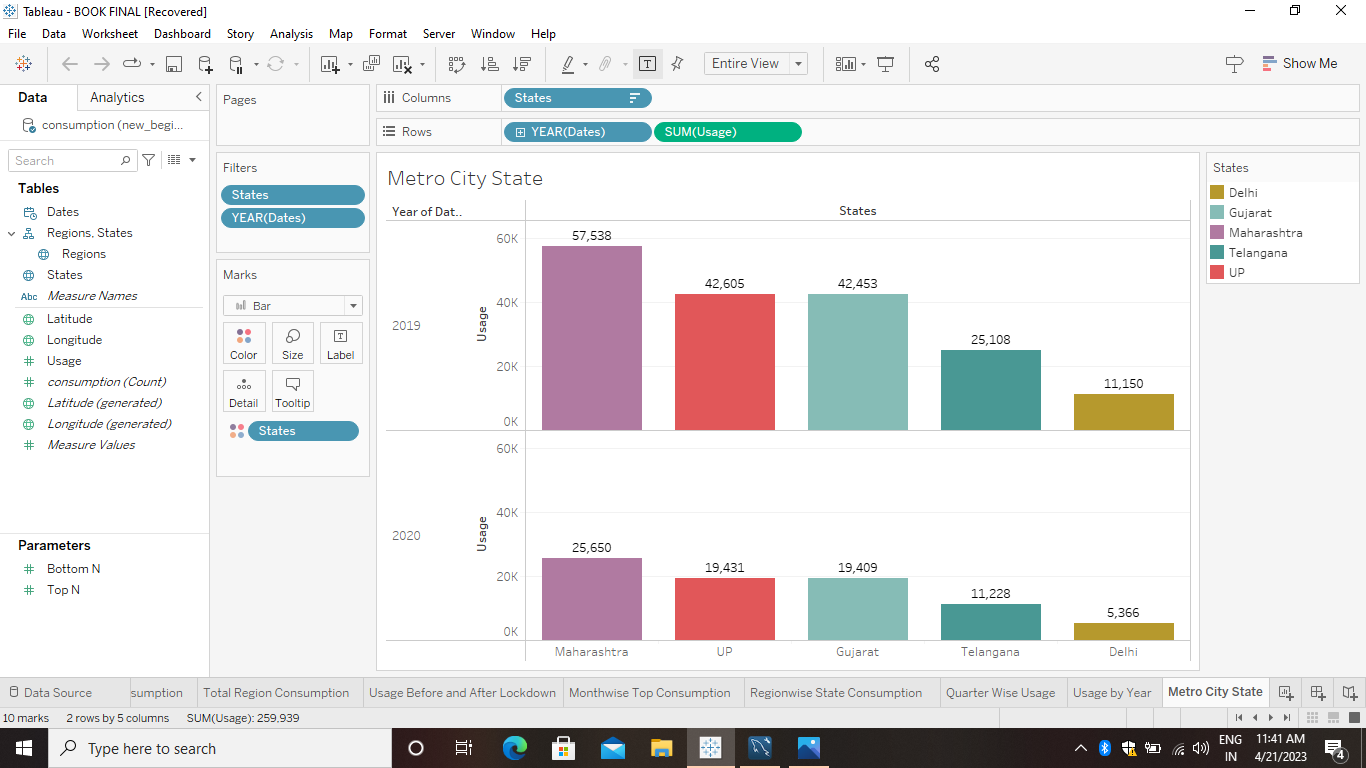 Tableau - BOOK FINAL [Recovered]
File Data Worksheet Dashboard Story Analysis Map Format Server Window Help
Entire View
Show Me
Data Analytics
consumption (new_begi...
Search
Tables
Dates
Regions, States
Regions
States
Abc Measure Names
Latitude
Longitude
Usage
consumption (Count)
Latitude (generated)
Longitude (generated)
Measure Values
Parameters
Bottom N
Top N
Pages
Filters
States
YEAR(Dates)
Marks
Bar
Color Size Label
Detail Tooltip
States
Columns States
Rows YEAR(Dates) SUM(Usage)
Metro City State
Year of Dat.. States
2019
Usage
60K
40K
20K
0K
57,538
42,605
42,453
25,108
11,150
2020
Usage
60K
40K
20K
0K
25,650
19,431
19,409
11,228
5,366
Maharashtra UP Gujarat Telangana Delhi
States
Delhi
Gujarat
Maharashtra
Telangana
UP
Data Source sumption Total Region Consumption Usage Before and After Lockdown Monthwise Top Consumption Regionwise State Consumption Quarter Wise Usage Usage by Year Metro City State
10 marks 2 rows by 5 columns SUM(Usage): 259.939
Type here to search
ENG
IN
11:41 AM
4/21/2023
4